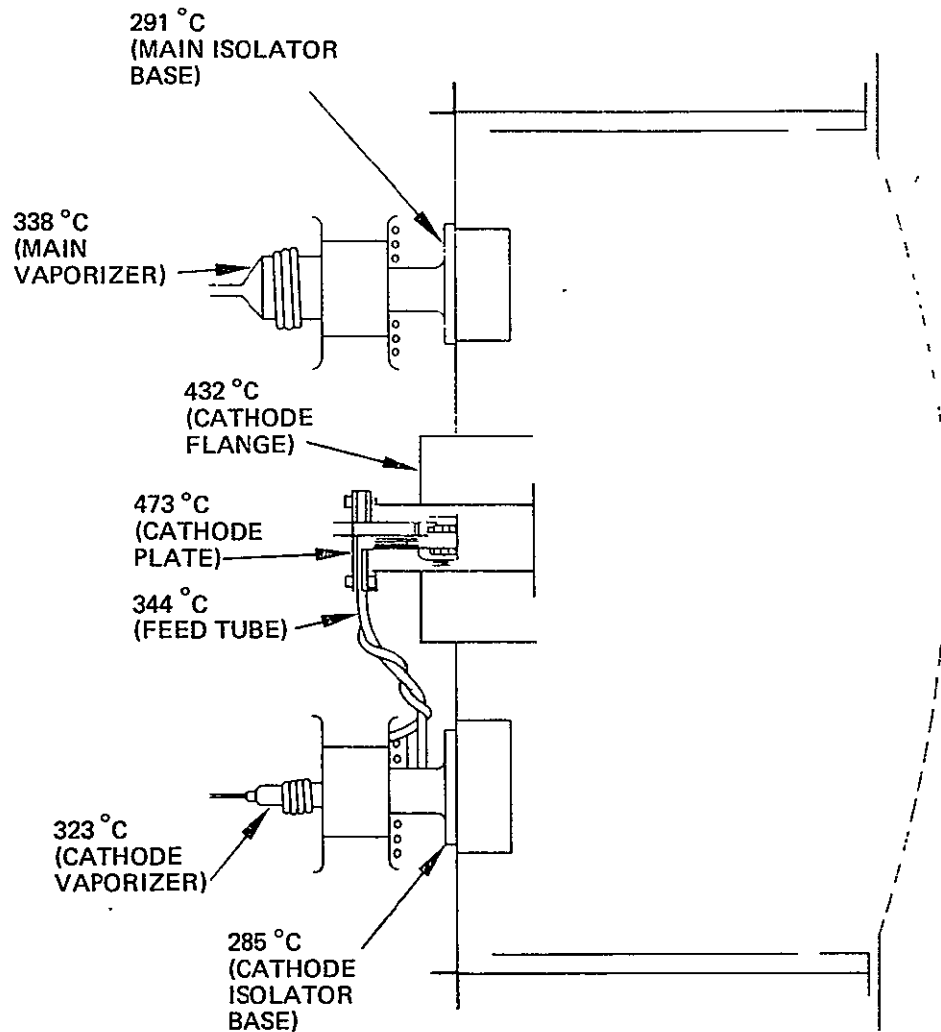 291 °C
(MAIN ISOLATOR
BASE)
338 °C
(MAIN
VAPORIZER)
432 °C
(CATHODE
FLANGE)
473 °C
(CATHODE
PLATE)
344 °C
(FEED TUBE)
323 °C
(CATHODE
VAPORIZER)
285 °C
(CATHODE
ISOLATOR
BASE)